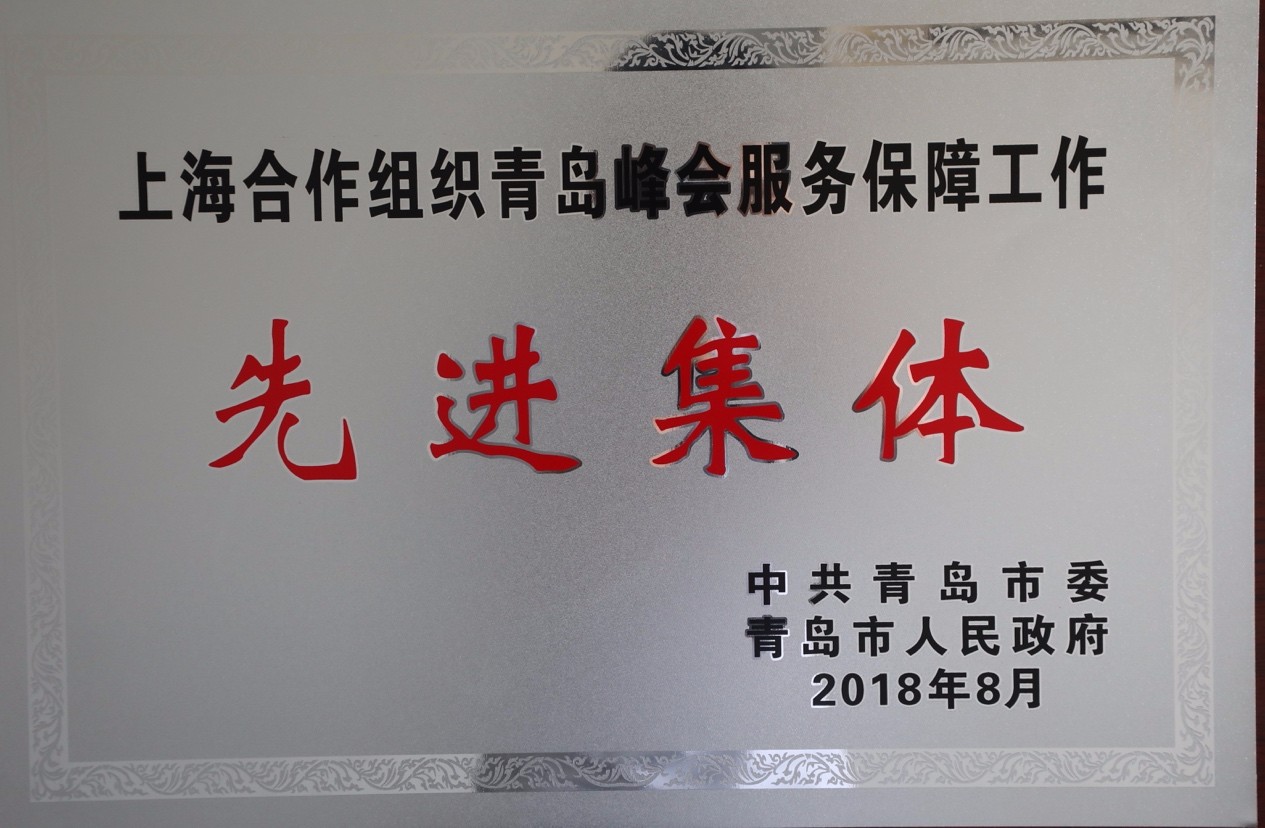 上海合作组织青岛峰会服务保障工作
先进集体
中共青岛市委
青岛市人民政府
2018年8月